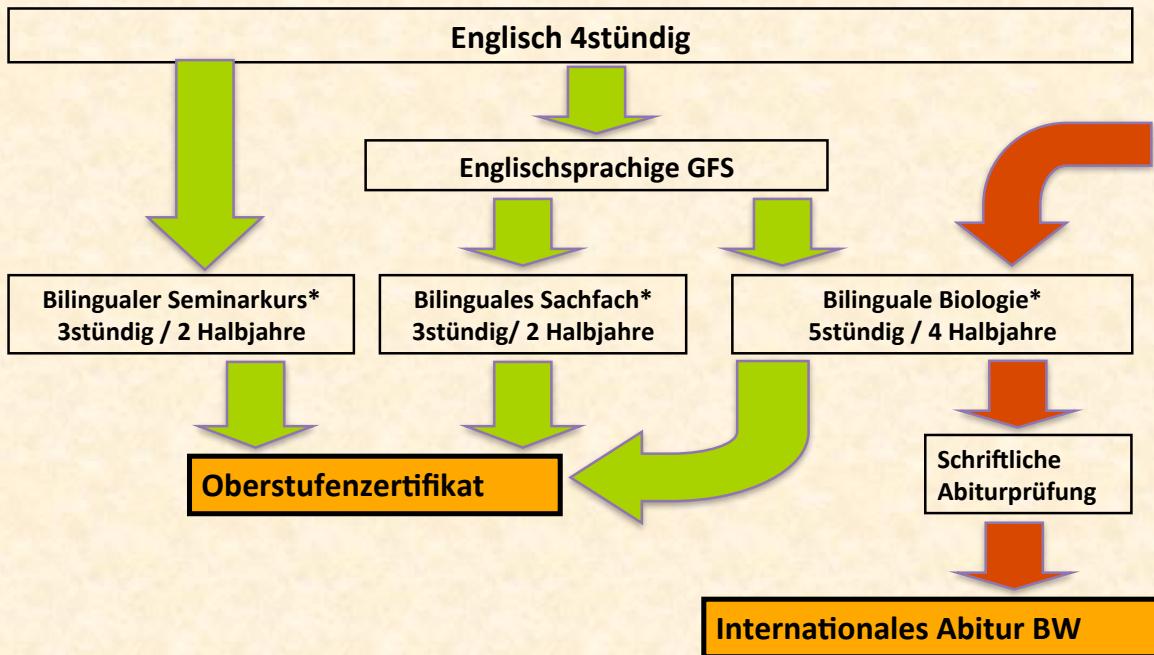 Englisch 4stündig
Englischsprachige GFS
Bilingualer Seminarkurs*
3stündig / 2 Halbjahre
Bilinguales Sachfach*
3stündig/ 2 Halbjahre
Bilinguale Biologie*
5stündig / 4 Halbjahre
Oberstufenzertifikat
Schriftliche
Abiturprüfung
Internationales Abitur BW